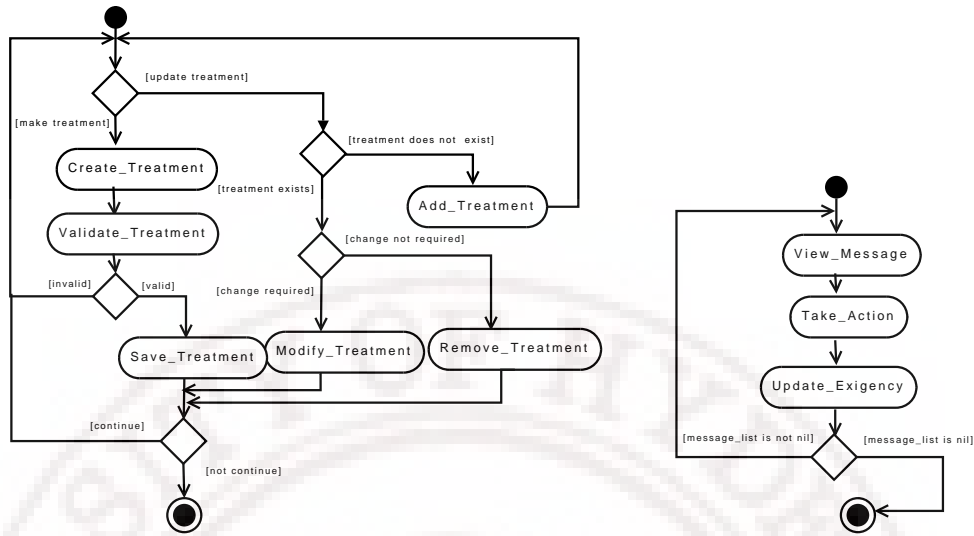 [update treatment]
[make treatment]
[treatment does not exist]
Create_Treatment
[treatment exists]
Add_Treatment
Validate_Treatment
[change not required]
[invalid]
[valid]
[change required]
Save_Treatment
Modify_Treatment
Remove_Treatment
[continue]
[not continue]
View_Message
Take_Action
Update_Exigency
[message_list is not nil]
[message_list is nil]